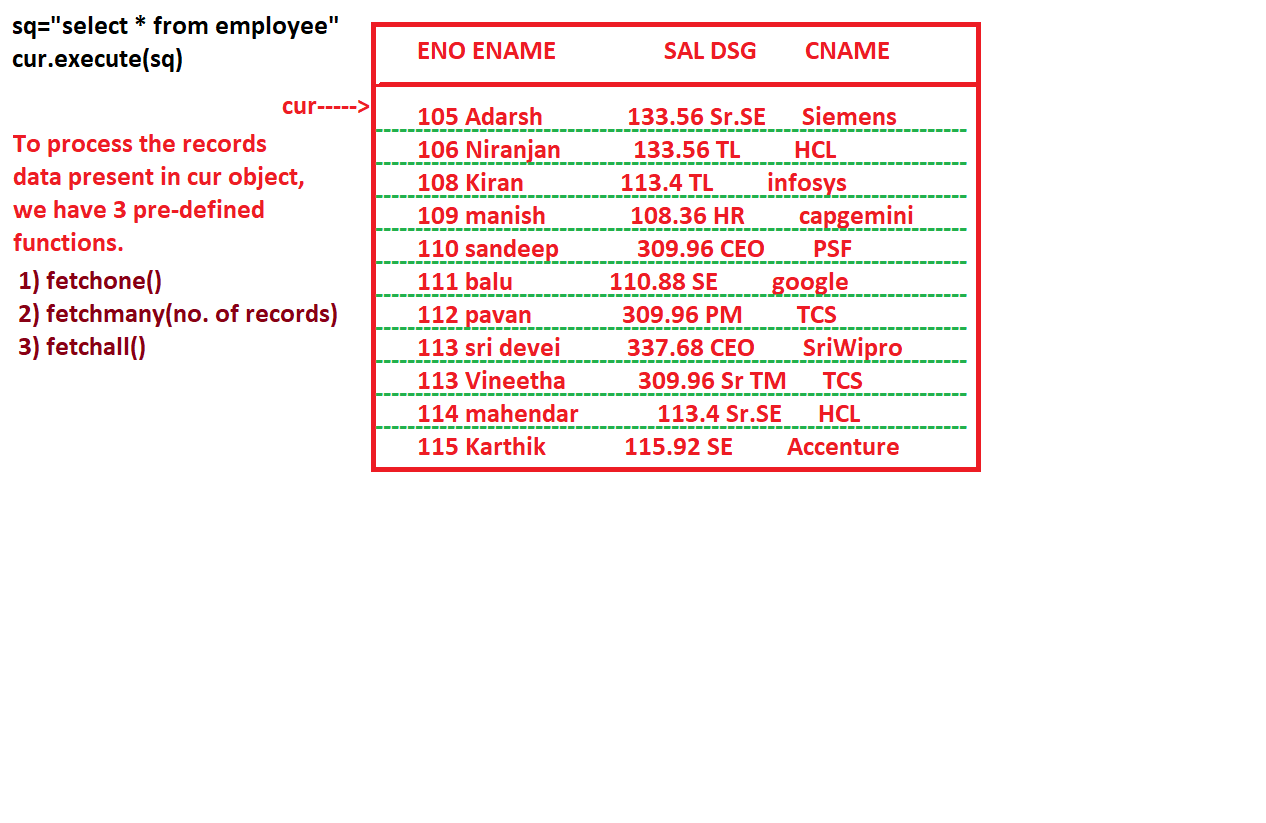 sq="select * from employee"
cur.execute(sq)
cur----->
To process the records
data present in cur object,
we have 3 pre-defined
functions.
1) fetchone()
2) fetchmany(no. of records)
3) fetchall()
ENO ENAME SAL DSG CNAME
105 Adarsh 133.56 Sr.SE Siemens
106 Niranjan 133.56 TL HCL
108 Kiran 113.4 TL infosys
109 manish 108.36 HR capgemini
110 sandeep 309.96 CEO PSF
111 balu 110.88 SE google
112 pavan 309.96 PM TCS
113 sri devei 337.68 CEO SriWipro
113 Vineetha 309.96 Sr TM TCS
114 mahendar 113.4 Sr.SE HCL
115 Karthik 115.92 SE Accenture